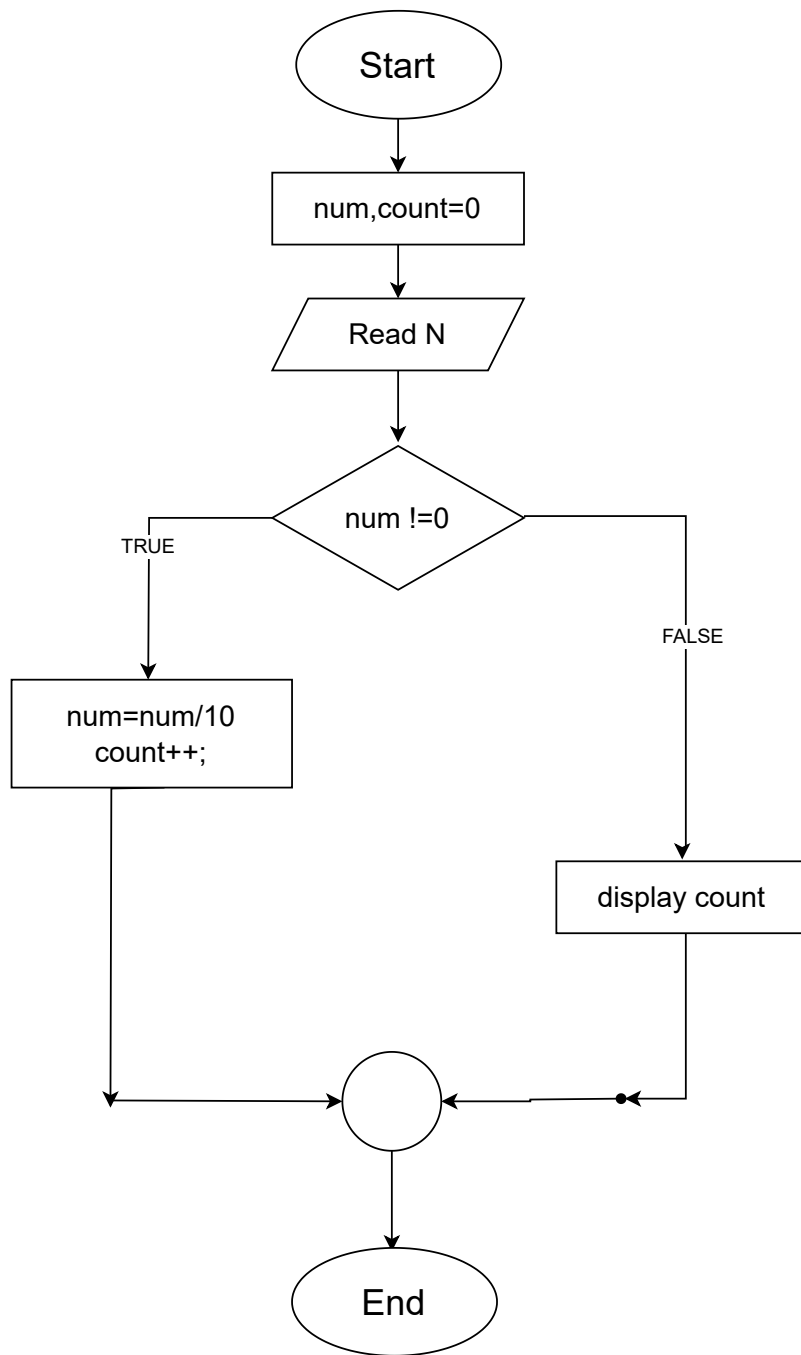 Start
num,count=0
Read N
num !=0
TRUE
FALSE
num=num/10
count++;
display count
End